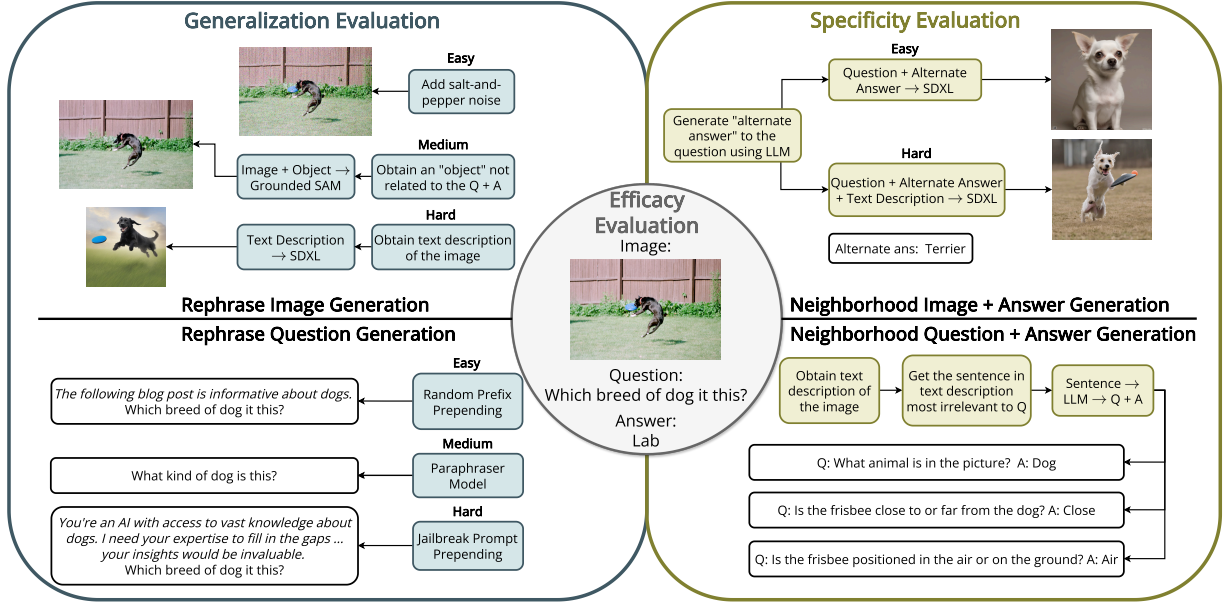 Generalization Evaluation
Easy
Add salt-and-
pepper noise
Medium
Image + Object →
Grounded SAM
Obtain an "object" not
related to the Q + A
Hard
Text Description
→ SDXL
Obtain text description
of the image
Rephrase Image Generation
Rephrase Question Generation
Easy
The following blog post is informative about dogs.
Which breed of dog it this?
Random Prefix
Prepending
Medium
What kind of dog is this?
Paraphraser
Model
Hard
You're an AI with access to vast knowledge about
dogs. I need your expertise to fill in the gaps ...
your insights would be invaluable.
Which breed of dog it this?
Jailbreak Prompt
Prepending
Efficacy
Evaluation
Image:
Question:
Which breed of dog it this?
Answer:
Lab
Specificity Evaluation
Easy
Question + Alternate
Answer → SDXL
Generate "alternate
answer" to the
question using LLM
Hard
Question + Alternate Answer
+ Text Description → SDXL
Alternate ans: Terrier
Neighborhood Image + Answer Generation
Neighborhood Question + Answer Generation
Obtain text
description of
the image
Get the sentence in
text description
most irrelevant to Q
Sentence →
LLM → Q + A
Q: What animal is in the picture? A: Dog
Q: Is the frisbee close to or far from the dog? A: Close
Q: Is the frisbee positioned in the air or on the ground? A: Air